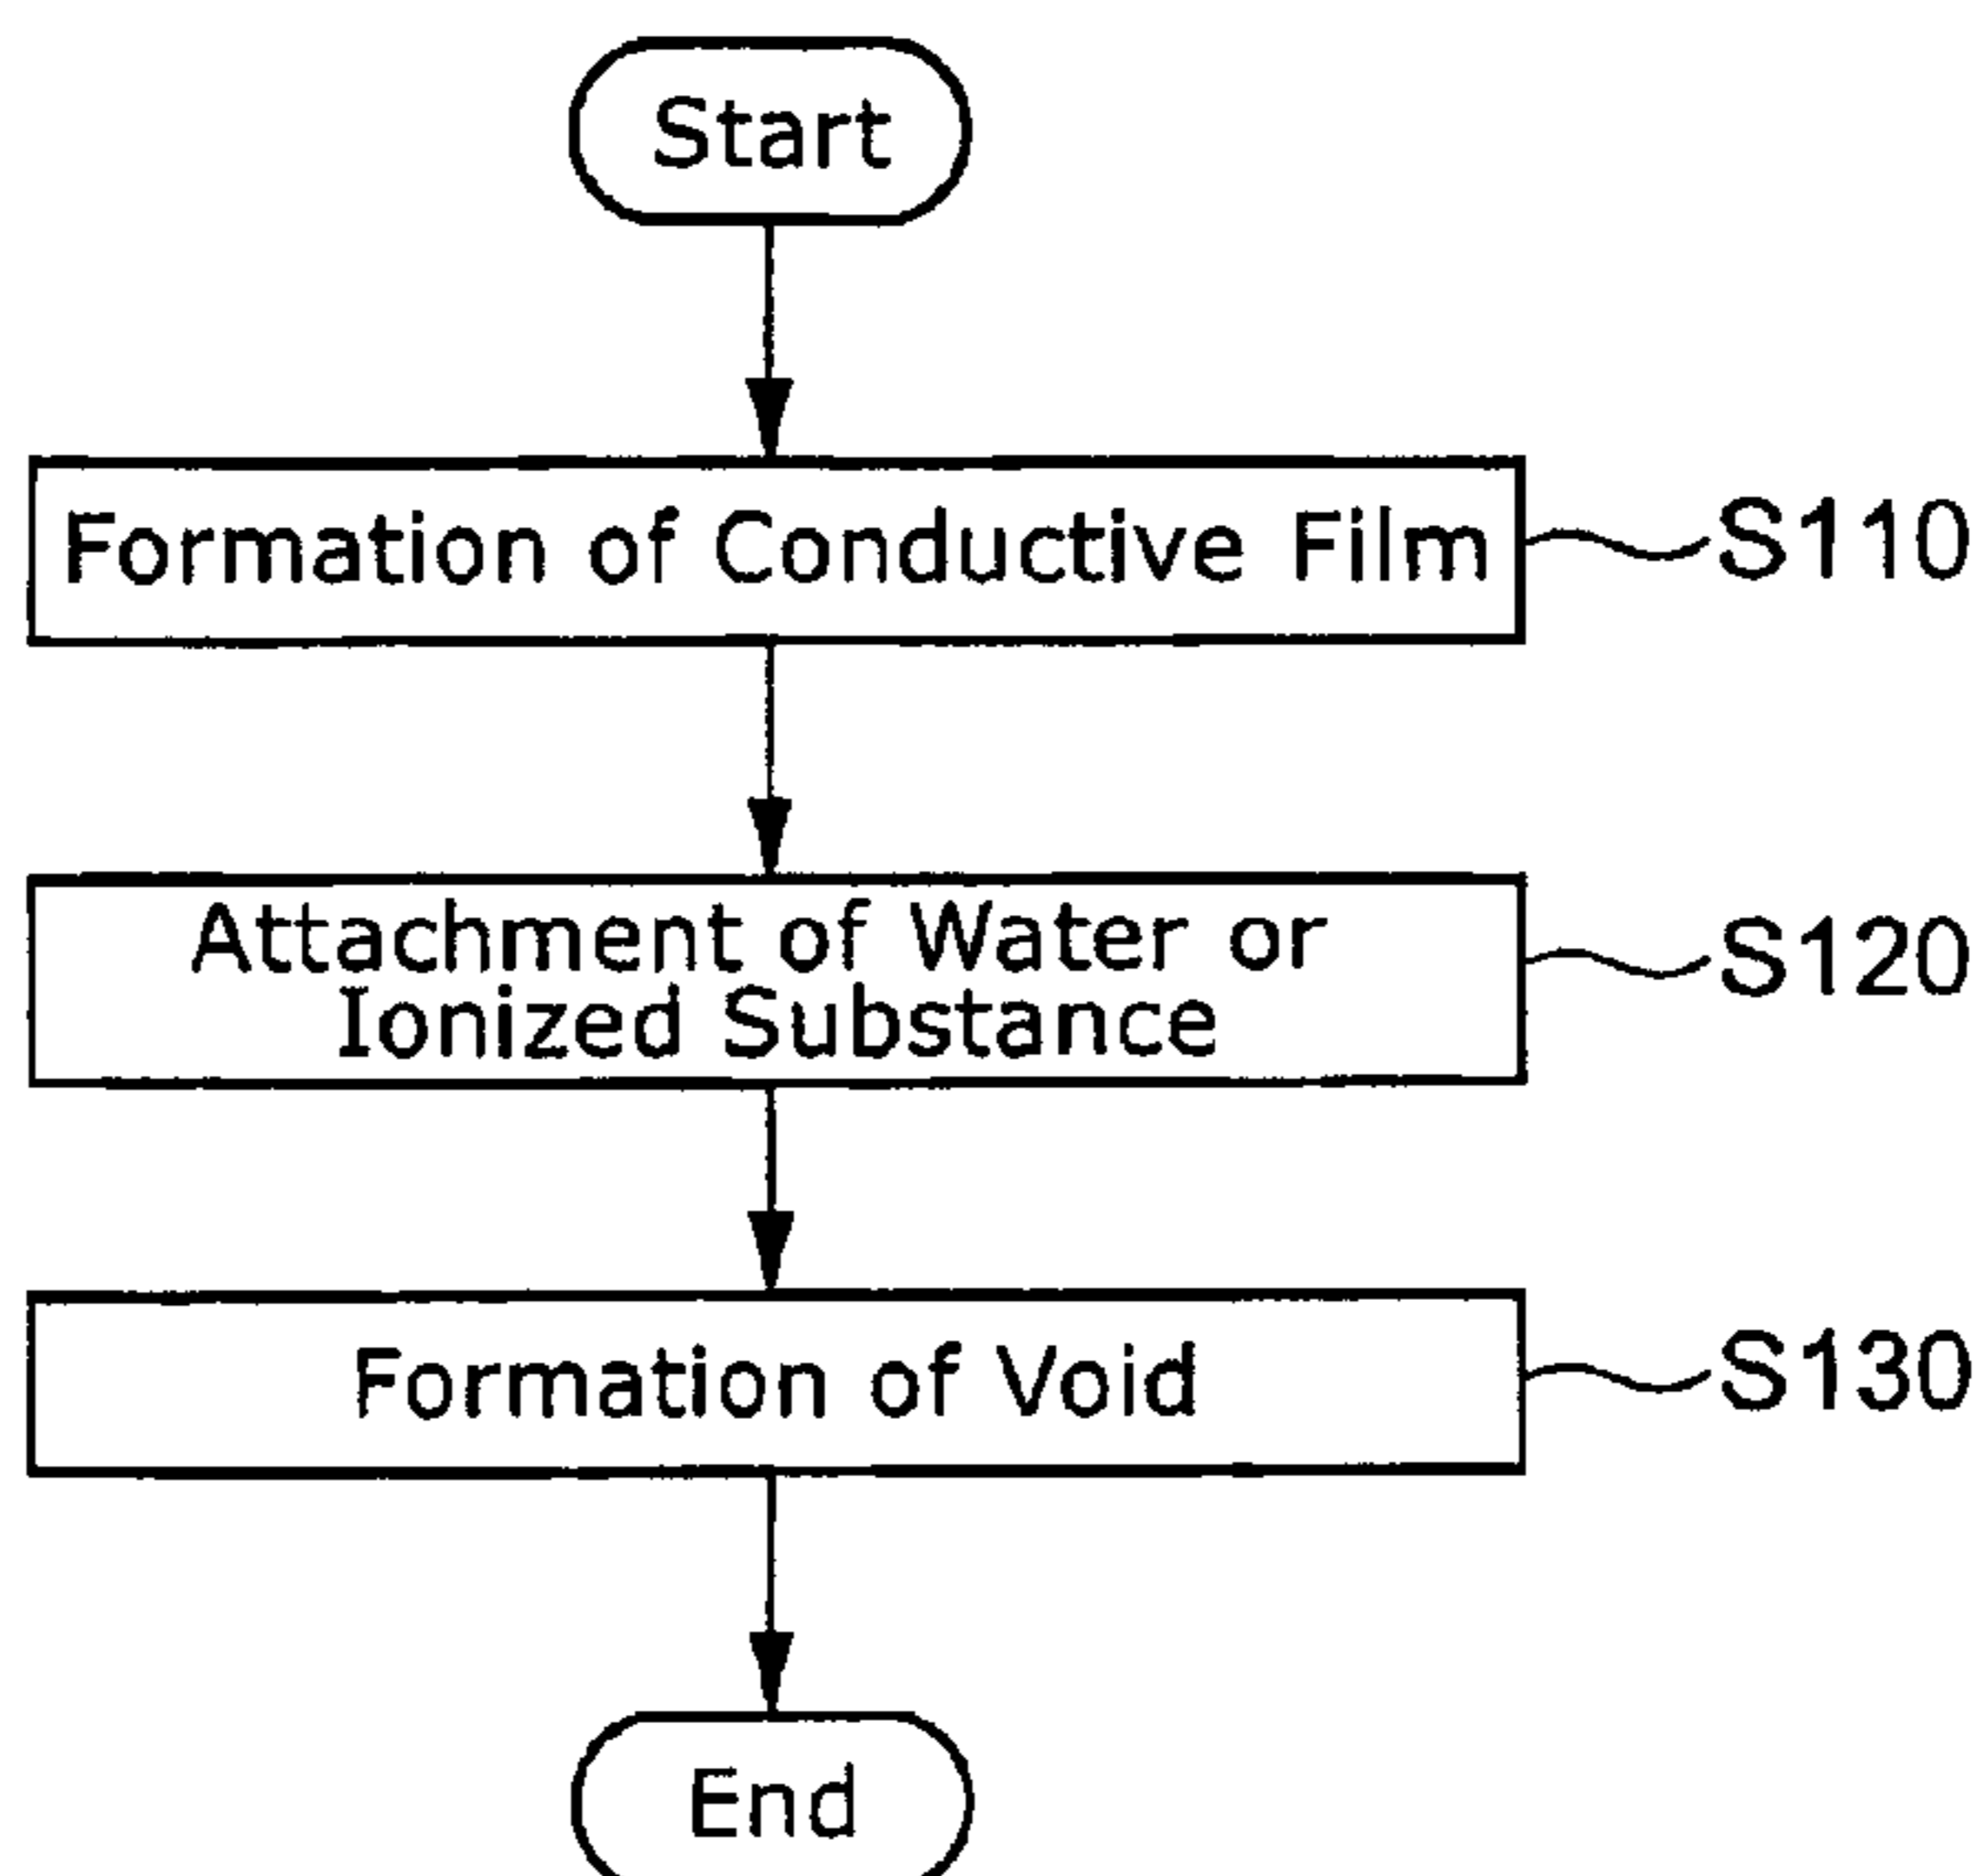 Start
Formation of Conductive Film
S110
Attachment of Water or
Ionized Substance
S120
Formation of Void
S130
End